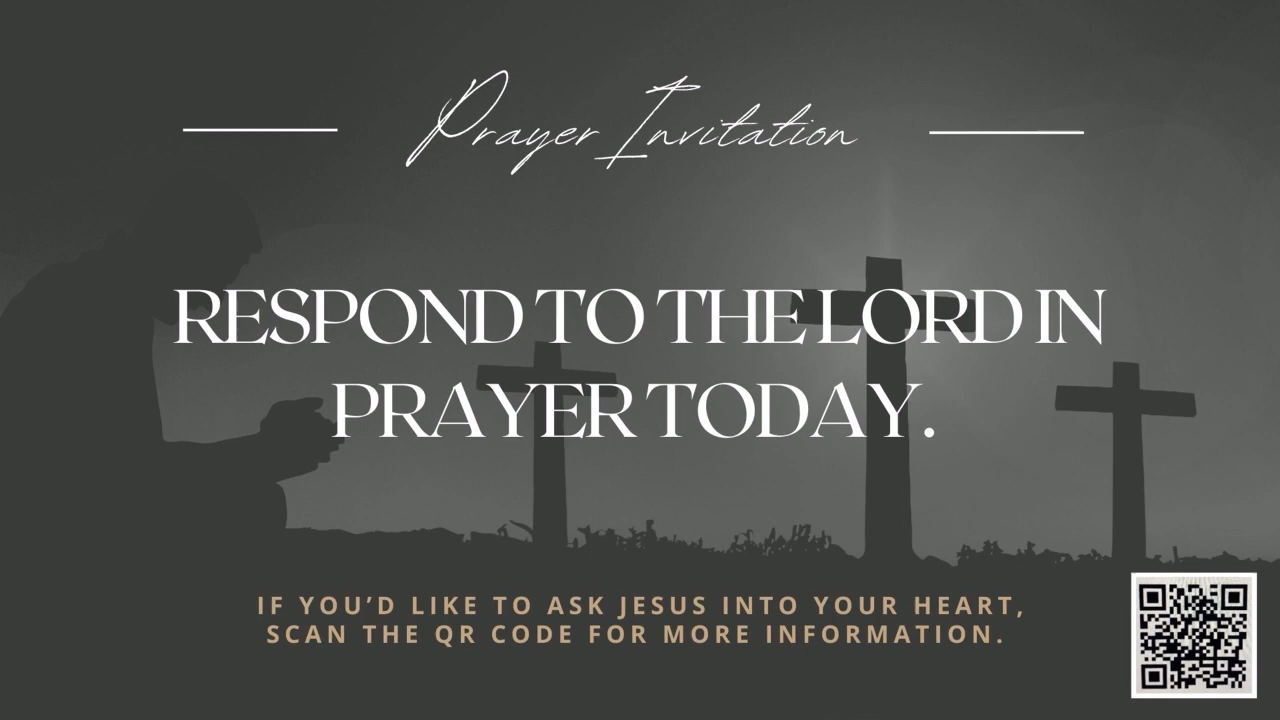 Prayer Invitation
RESPOND TO THE LORD IN
PRAYER TODAY.
IF YOU’D LIKE TO ASK JESUS INTO YOUR HEART,
SCAN THE QR CODE FOR MORE INFORMATION.